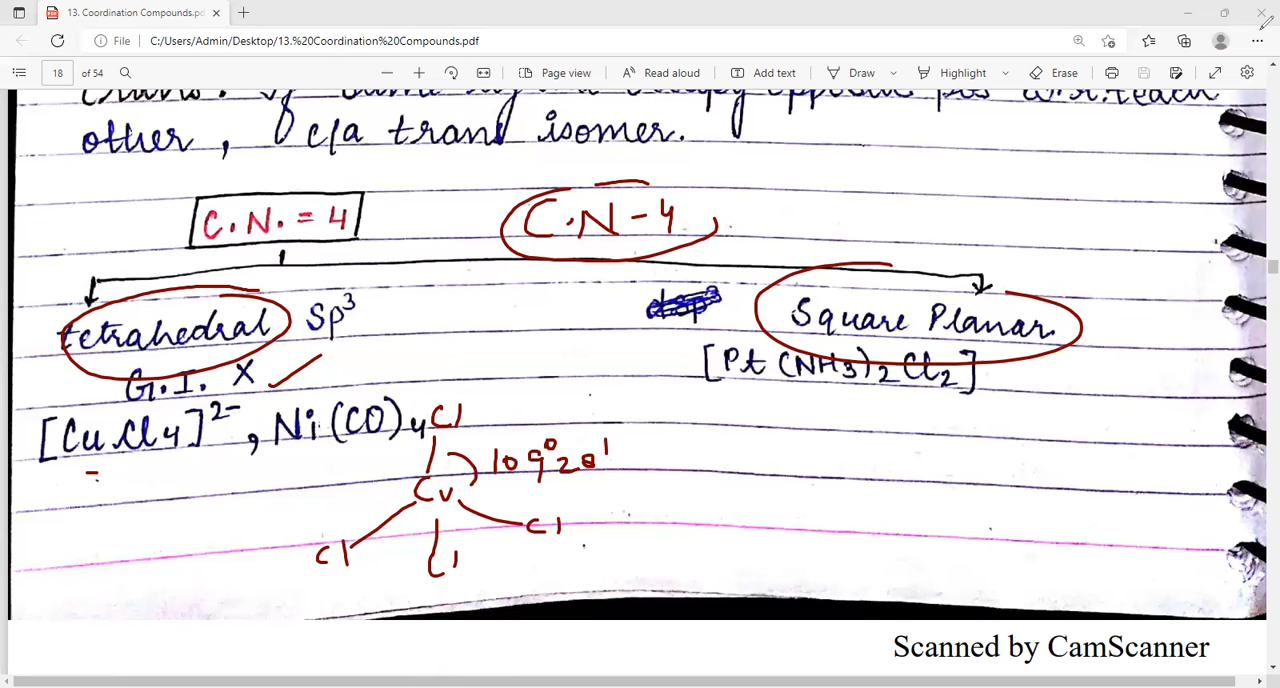 13. Coordination Compounds.pd
File C:/Users/Admin/Desktop/13.%20Coordination%20Compounds.pdf
18 of 54 Page view Read aloud Add text Draw Highlight Erase
other, c/a trans isomer.
C.N. = 4 C.N-4
tetrahedral Sp³ Square Planar
G.I. X [Pt(NH3)2Cl2]
[CuCl4]2-, Ni(CO)4 Cl
109°28'
Cu
Cl Cl
Cl
Scanned by CamScanner